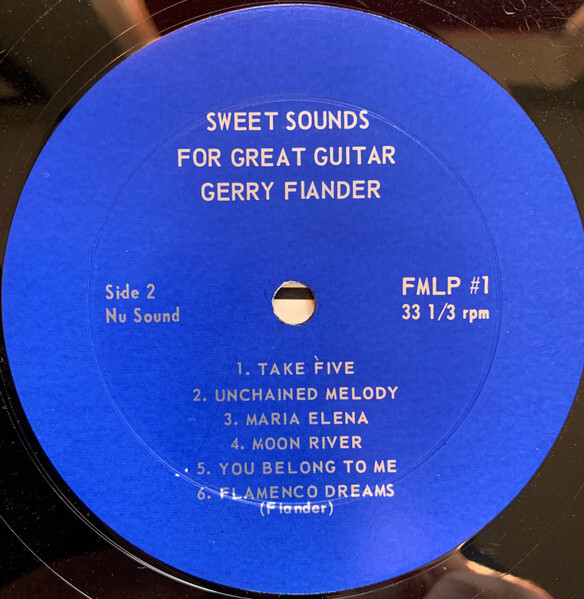 SWEET SOUNDS
FOR GREAT GUITAR
GERRY FIANDER
Side 2
Nu Sound
FMLP #1
33 1/3 rpm
1. TAKE FIVE
2. UNCHAINED MELODY
3. MARIA ELENA
4. MOON RIVER
5. YOU BELONG TO ME
6. FLAMENCO DREAMS
(Fiander)